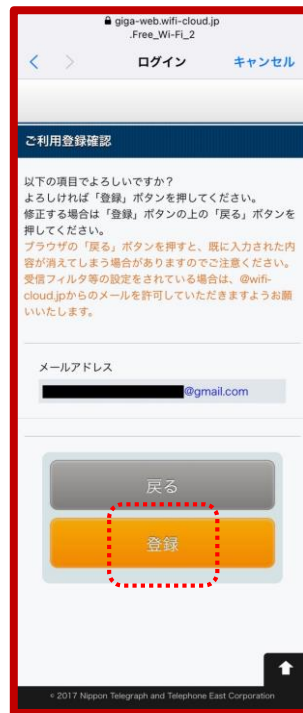 giga-web.wifi-cloud.jp
.Free_Wi-Fi_2
ログイン
キャンセル
ご利用登録確認
以下の項目でよろしいですか？
よろしければ「登録」ボタンを押してください。
修正する場合は「登録」ボタンの上の「戻る」ボタンを
押してください。
ブラウザの「戻る」ボタンを押すと、既に入力された内
容が消えてしまう場合がありますのでご注意ください。
受信フィルタ等の設定をされている場合は、@wifi-
cloud.jpからのメールを許可していただきますようお願
いいたします。
メールアドレス
@gmail.com
戻る
登録
© 2017 Nippon Telegraph and Telephone East Corporation